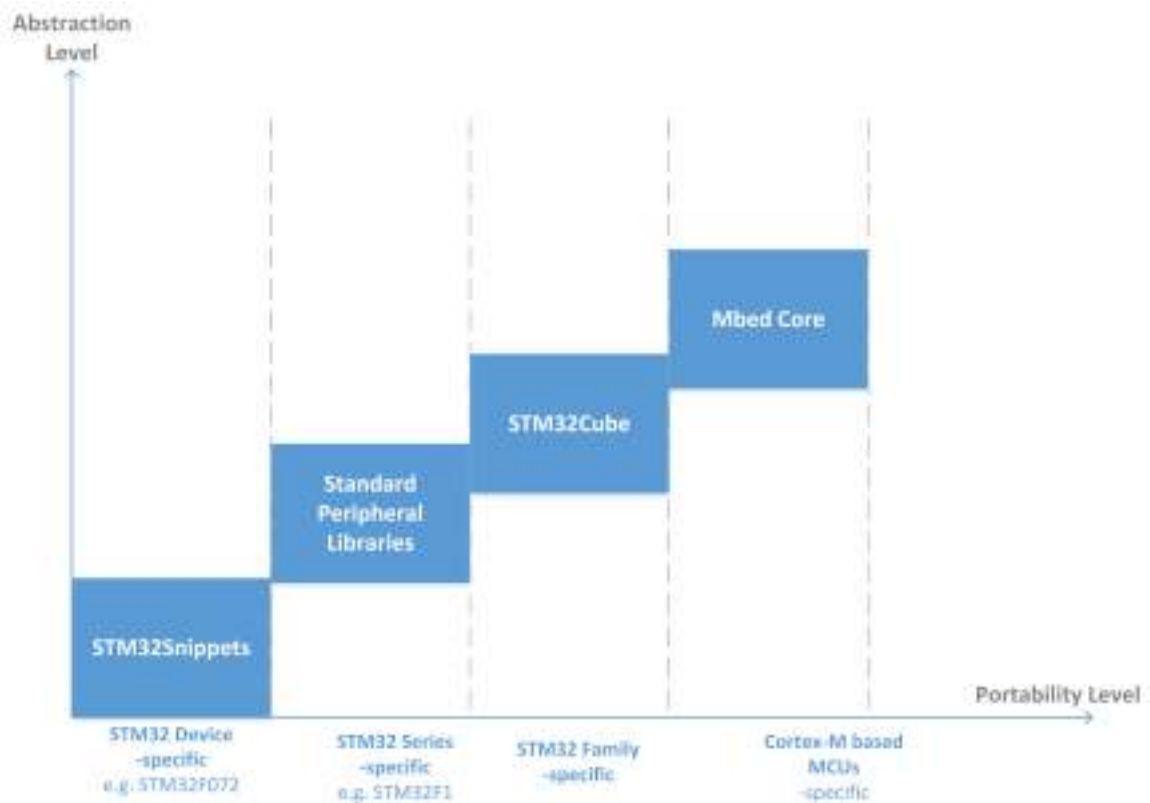 Abstraction
Level
Mbed Core
STM32Cube
Standard
Peripheral
Libraries
STM32Snippets
Portability Level
STM32 Device
-specific
e.g. STM32F072
STM32 Series
-specific
e.g. STM32F1
STM32 Family
-specific
Cortex-M based
MCUs
-specific